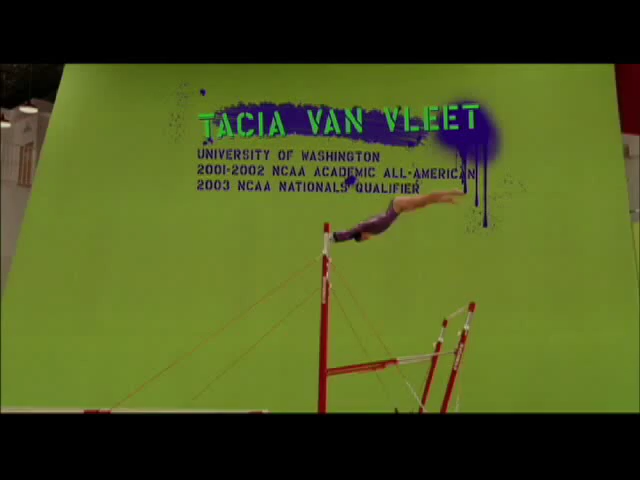 TACIA VAN VLEET
UNIVERSITY OF WASHINGTON
2001-2002 NCAA ACADEMIC ALL-AMERICAN
2003 NCAA NATIONALS QUALIFIER